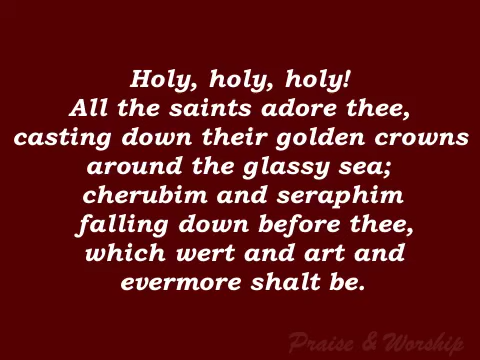 Holy, holy, holy!
All the saints adore thee,
casting down their golden crowns
around the glassy sea;
cherubim and seraphim
falling down before thee,
which wert and art and
evermore shalt be.
Praise & Worship